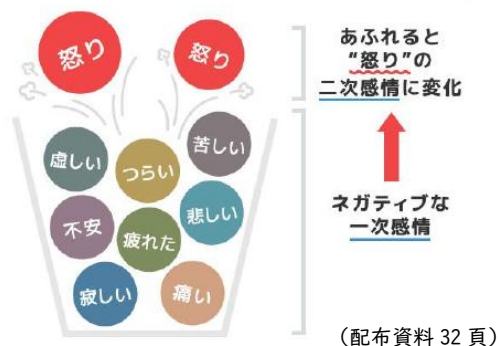 怒り
怒り
あふれると
“怒り”の
二次感情に変化
虚しい
つらい
苦しい
不安
疲れた
悲しい
寂しい
痛い
ネガティブな
一次感情
（配布資料 32 頁）